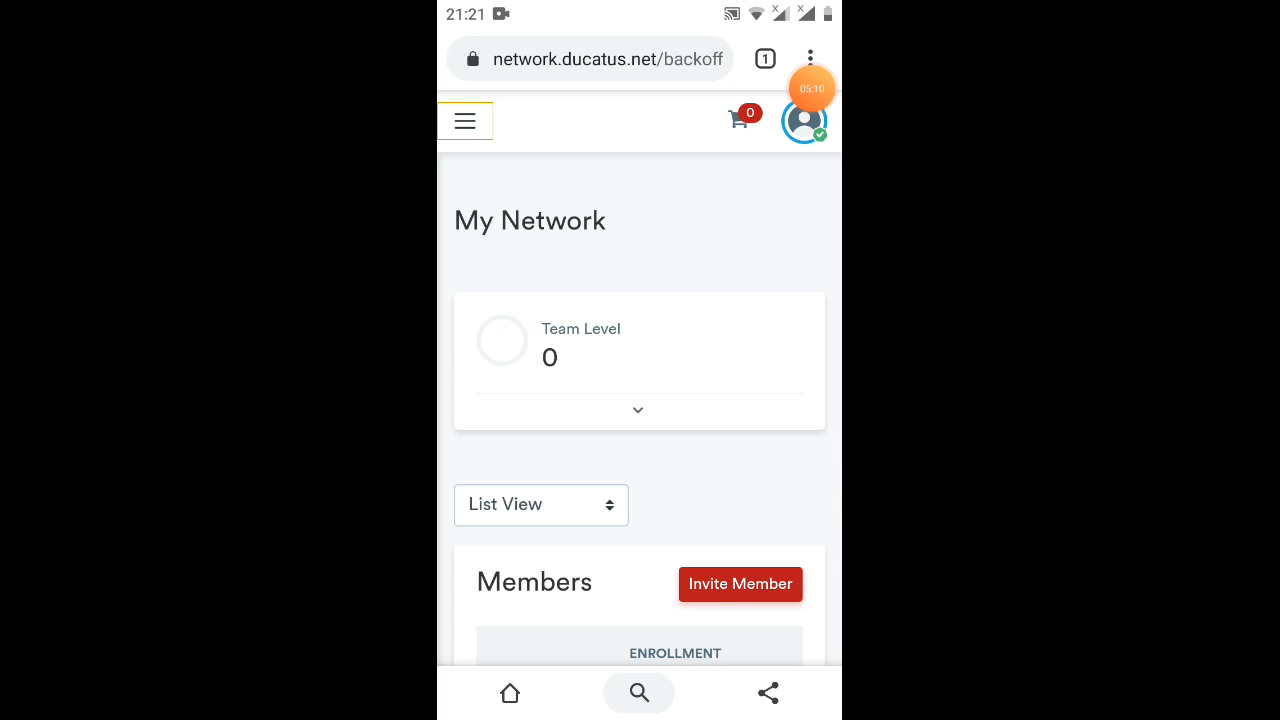 21:21
X X
network.ducatus.net/backoff
1
05:10
0
My Network
Team Level
0
List View
Members
Invite Member
ENROLLMENT